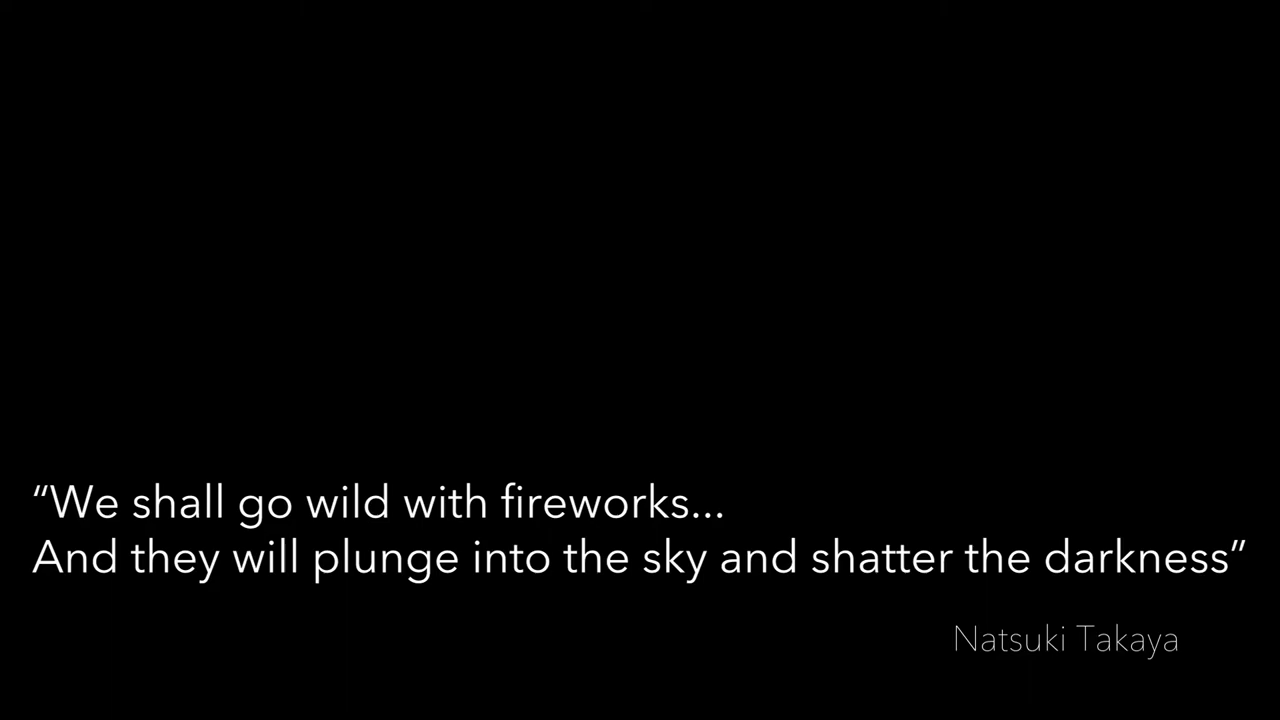 “We shall go wild with fireworks...
And they will plunge into the sky and shatter the darkness”
Natsuki Takaya